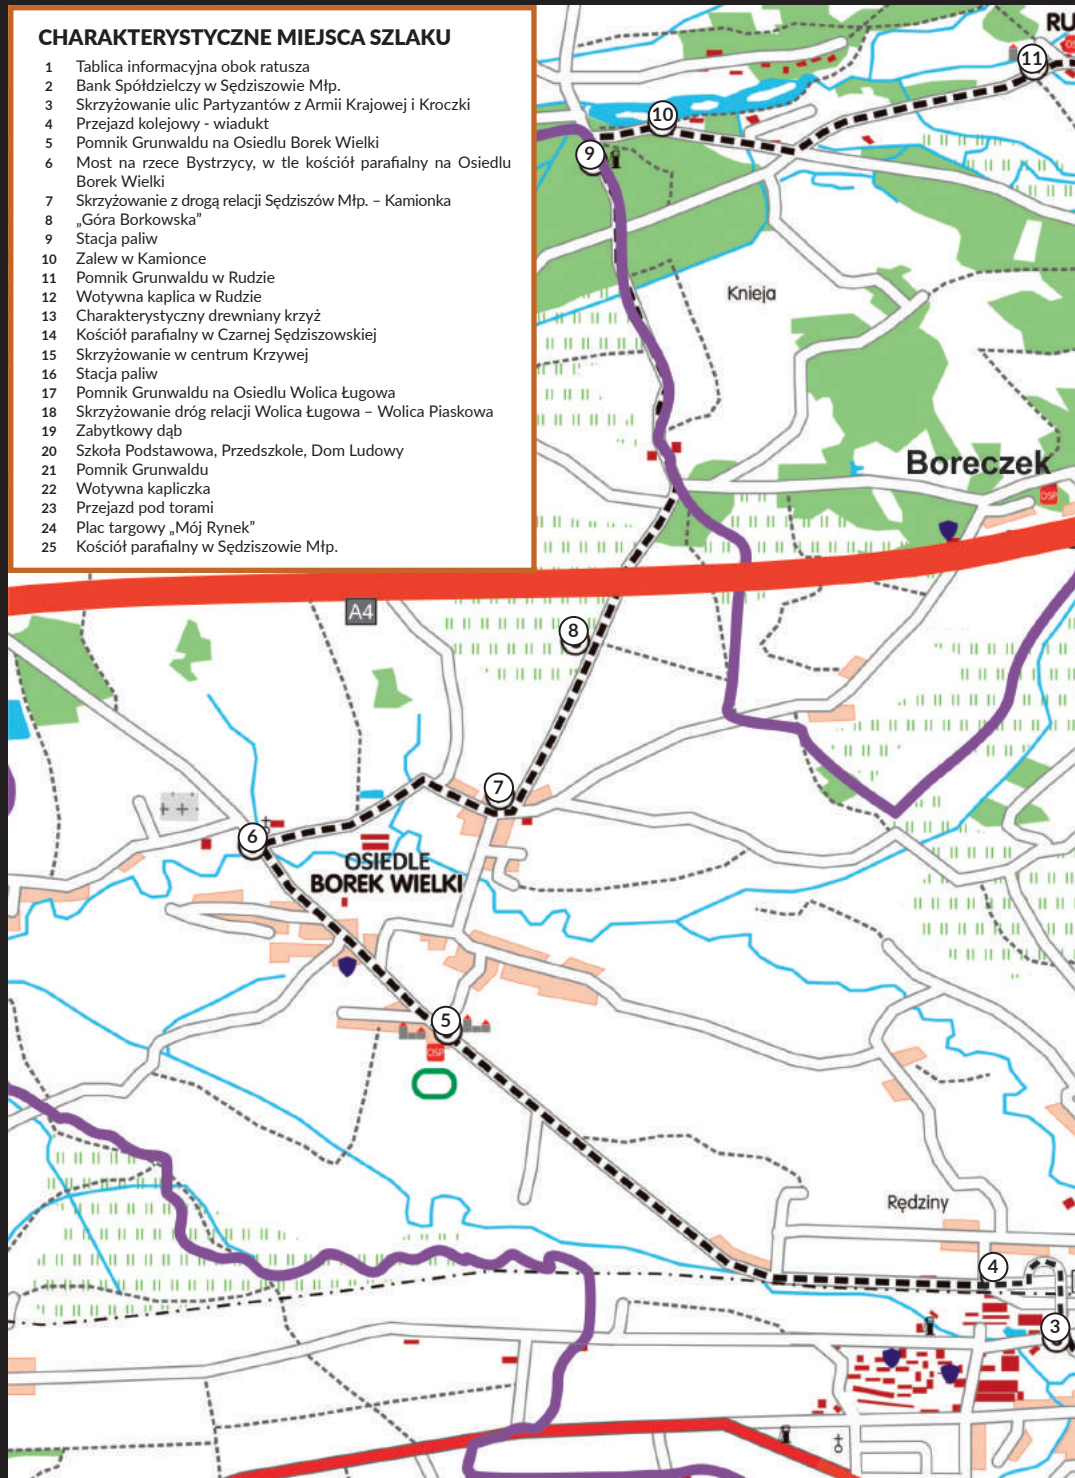 CHARAKTERYSTYCZNE MIEJSCA SZLAKU
1 Tablica informacyjna obok ratusza
2 Bank Spółdzielczy w Sędziszowie Młp.
3 Skrzyżowanie ulic Partyzantów z Armii Krajowej i Kroczki
4 Przejazd kolejowy - wiadukt
5 Pomnik Grunwaldu na Osiedlu Borek Wielki
6 Most na rzece Bystrzycy, w tle kościół parafialny na Osiedlu
Borek Wielki
7 Skrzyżowanie z drogą relacji Sędziszów Młp. – Kamionka
8 „Góra Borkowska”
9 Stacja paliw
10 Zalew w Kamionce
11 Pomnik Grunwaldu w Rudzie
12 Wotywna kaplica w Rudzie
13 Charakterystyczny drewniany krzyż
14 Kościół parafialny w Czarnej Sędziszowskiej
15 Skrzyżowanie w centrum Krzywej
16 Stacja paliw
17 Pomnik Grunwaldu na Osiedlu Wolica Ługowa
18 Skrzyżowanie dróg relacji Wolica Ługowa – Wolica Piaskowa
19 Zabytkowy dąb
20 Szkoła Podstawowa, Przedszkole, Dom Ludowy
21 Pomnik Grunwaldu
22 Wotywna kapliczka
23 Przejazd pod torami
24 Plac targowy „Mój Rynek”
25 Kościół parafialny w Sędziszowie Młp.
RU
11
10
9
Knieja
Boreczek
OSP
A4
8
7
6
OSIEDLE
BOREK WIELKI
5
OSP
Rędziny
4
3